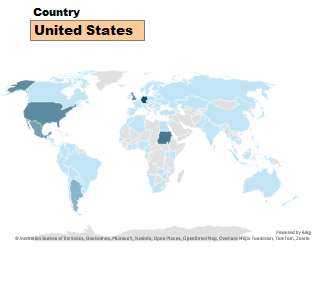 Country
United States
Powered by Bing
© Australian Bureau of Statistics, GeoNames, Microsoft, Navinfo, Open Places, OpenStreetMap, Overture Maps Foundation, TomTom, Zenrin